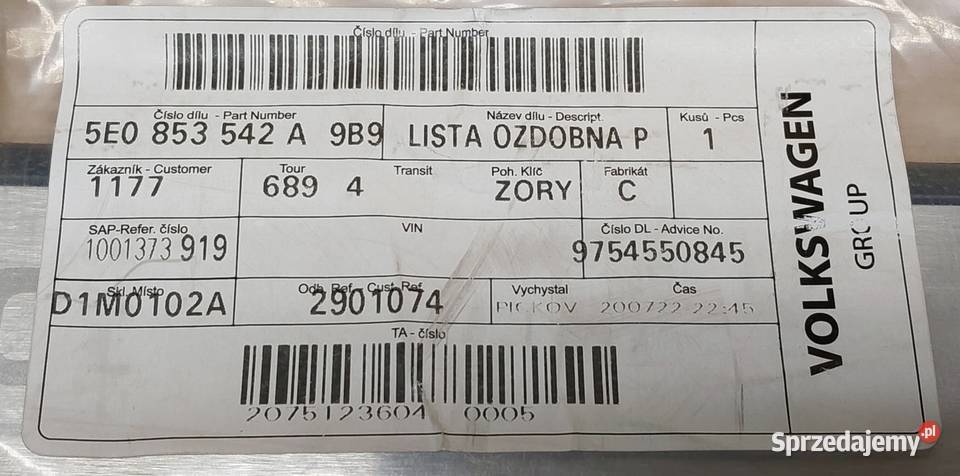 Číslo dílu - Part Number
Číslo dílu - Part Number
5E0 853 542 A 9B9
Název dílu - Descript.
LISTA OZDOBNA P
Kusů - Pcs
1
Zákazník - Customer
1177
Tour
689 4
Transit
Poh. Klíč
ZORY
Fabrikát
C
SAP-Refer. číslo
1001373 919
VIN
Číslo DL - Advice No.
9754550845
Skl. Místo
D1M0102A
Odb. Ref. - Cust. Ref.
2901074
Vychystal
PICKOV
Čas
200722 22:45
TA - číslo
2075123604 0005
VOLKSWAGEN
GROUP
Sprzedajemy.pl